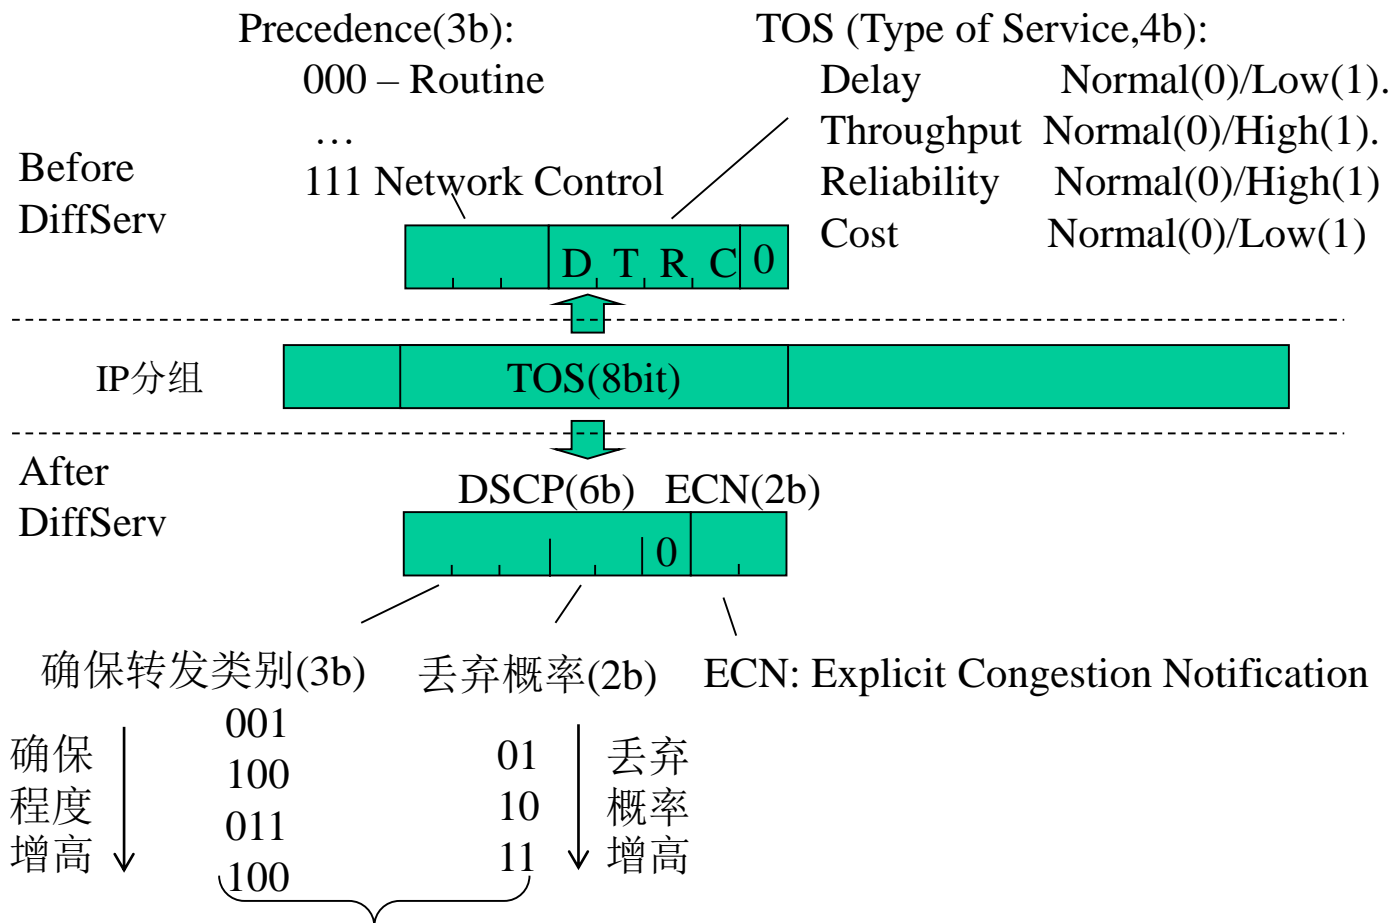 Precedence(3b):
000 – Routine
…
111 Network Control
TOS (Type of Service,4b):
Delay Normal(0)/Low(1).
Throughput Normal(0)/High(1).
Reliability Normal(0)/High(1)
Cost Normal(0)/Low(1)
Before
DiffServ
D T R C 0
IP分组
TOS(8bit)
After
DiffServ
DSCP(6b) ECN(2b)
0
确保转发类别(3b)
丢弃概率(2b)
ECN: Explicit Congestion Notification
确保
程度
增高
001
100
011
100
01
10
11
丢弃
概率
增高